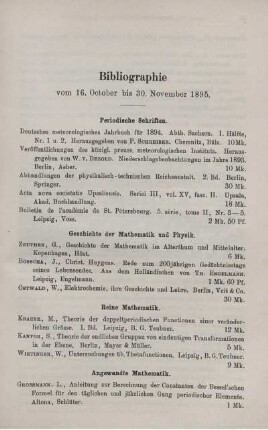 Bibliographie
vom 16. October bis 30. November 1895.
Periodische Schriften.
Deutsches meteorologisches Jahrbuch für 1894. Abth. Sachsen. 1. Hälfte,
Nr. 1 u. 2, Herausgegeben von P. Schreiber. Chemnitz, Bülz. 10 Mk.
Veröffentlichungen des königl. preuss. meteorologischen Instituts. Heraus-
gegeben von W. v. Bezold. Niederschlagsbeobachtungen im Jahre 1893.
Berlin, Asher. 10 Mk.
Abhandlungen der physikalisch-technischen Reichsanstalt. 2. Bd. Berlin,
Springer. 30 Mk.
Acta nova societatis Upsalensis. Seriei III, vol. XV, fasc. II. Upsala,
Akad. Buchhandlung. 18 Mk.
Bulletin de l'académie de St. Pétersbourg. 5. série, tome II, Nr. 3—5.
Leipzig, Voss. 2 Mk. 50 Pf.
Geschichte der Mathematik und Physik.
Zeuthen, G., Geschichte der Mathematik im Alterthum und Mittelalter.
Kopenhagen, Höst. 6 Mk.
Bosscha, J., Christ. Huygens. Rede zum 200jährigen Gedächtnisstage
seines Lebensendes. Aus dem Holländischen von Th. Engelmann.
Leipzig, Engelmann. 1 Mk. 60 Pf.
Ostwald, W., Elektrochemie, ihre Geschichte und Lehre. Berlin, Veit & Co.
30 Mk.
Reine Mathematik.
Krause, M., Theorie der doppeltperiodischen Functionen einer veränder-
lichen Grösse. 1. Bd. Leipzig, B. G. Teubner. 12 Mk.
Kantor, S., Theorie der endlichen Gruppen von eindeutigen Transformationen
in der Ebene, Berlin, Mayer & Müller. 5 Mk.
Wirtinger, W., Untersuchungen üb. Thetafunctionen. Leipzig, B. G. Teubner.
9 Mk.
Angewandte Mathematik.
Grossmann, L., Anleitung zur Berechnung der Constanten der Bessel'schen
Formel für den täglichen und jährlichen Gang periodischer Elemente.
Altona, Schlüter. 1 Mk.